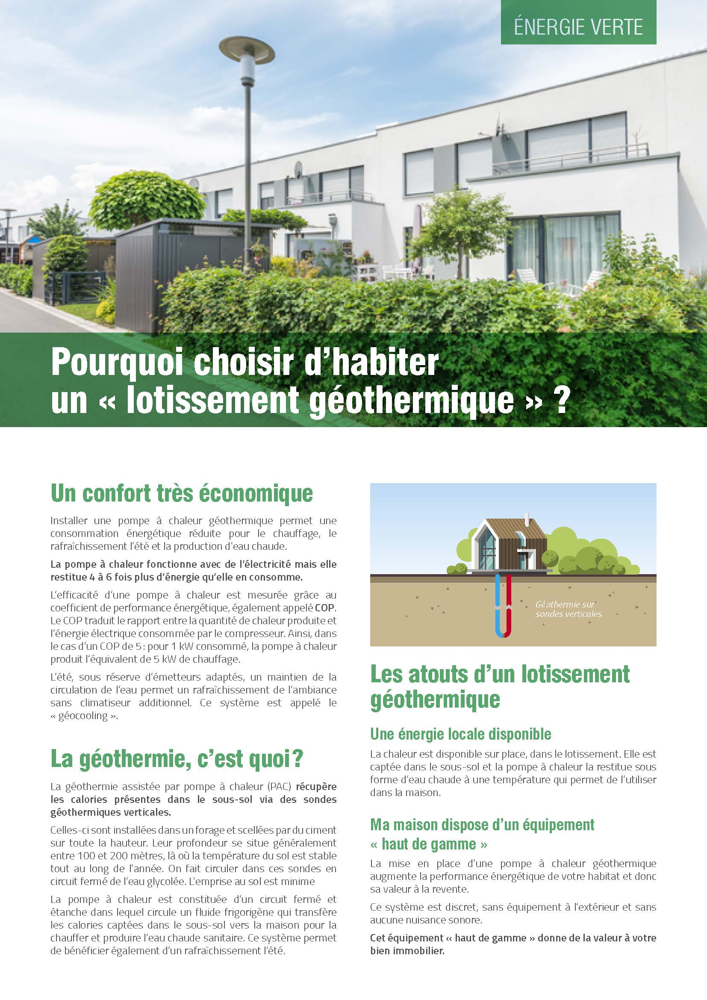 ÉNERGIE VERTE
Pourquoi choisir d’habiter
un « lotissement géothermique » ?
Un confort très économique
Installer une pompe à chaleur géothermique permet une
consommation énergétique réduite pour le chauffage, le
rafraîchissement l’été et la production d’eau chaude.
La pompe à chaleur fonctionne avec de l’électricité mais elle
restitue 4 à 6 fois plus d’énergie qu’elle en consomme.
L’efficacité d’une pompe à chaleur est mesurée grâce au
coefficient de performance énergétique, également appelé COP.
Le COP traduit le rapport entre la quantité de chaleur produite et
l’énergie électrique consommée par le compresseur. Ainsi, dans
le cas d’un COP de 5 : pour 1 kW consommé, la pompe à chaleur
produit l’équivalent de 5 kW de chauffage.
L’été, sous réserve d’émetteurs adaptés, un maintien de la
circulation de l’eau permet un rafraîchissement de l’ambiance
sans climatiseur additionnel. Ce système est appelé le
« géocooling ».
La géothermie, c’est quoi ?
La géothermie assistée par pompe à chaleur (PAC) récupère
les calories présentes dans le sous-sol via des sondes
géothermiques verticales.
Celles-ci sont installées dans un forage et scellées par du ciment
sur toute la hauteur. Leur profondeur se situe généralement
entre 100 et 200 mètres, là où la température du sol est stable
tout au long de l’année. On fait circuler dans ces sondes en
circuit fermé de l’eau glycolée. L’emprise au sol est minime
La pompe à chaleur est constituée d’un circuit fermé et
étanche dans lequel circule un fluide frigorigène qui transfère
les calories captées dans le sous-sol vers la maison pour la
chauffer et produire l’eau chaude sanitaire. Ce système permet
de bénéficier également d’un rafraîchissement l’été.
Géothermie sur
sondes verticales
Les atouts d’un lotissement
géothermique
Une énergie locale disponible
La chaleur est disponible sur place, dans le lotissement. Elle est
captée dans le sous-sol et la pompe à chaleur la restitue sous
forme d’eau chaude à une température qui permet de l’utiliser
dans la maison.
Ma maison dispose d’un équipement
« haut de gamme »
La mise en place d’une pompe à chaleur géothermique
augmente la performance énergétique de votre habitat et donc
sa valeur à la revente.
Ce système est discret, sans équipement à l’extérieur et sans
aucune nuisance sonore.
Cet équipement « haut de gamme » donne de la valeur à votre
bien immobilier.